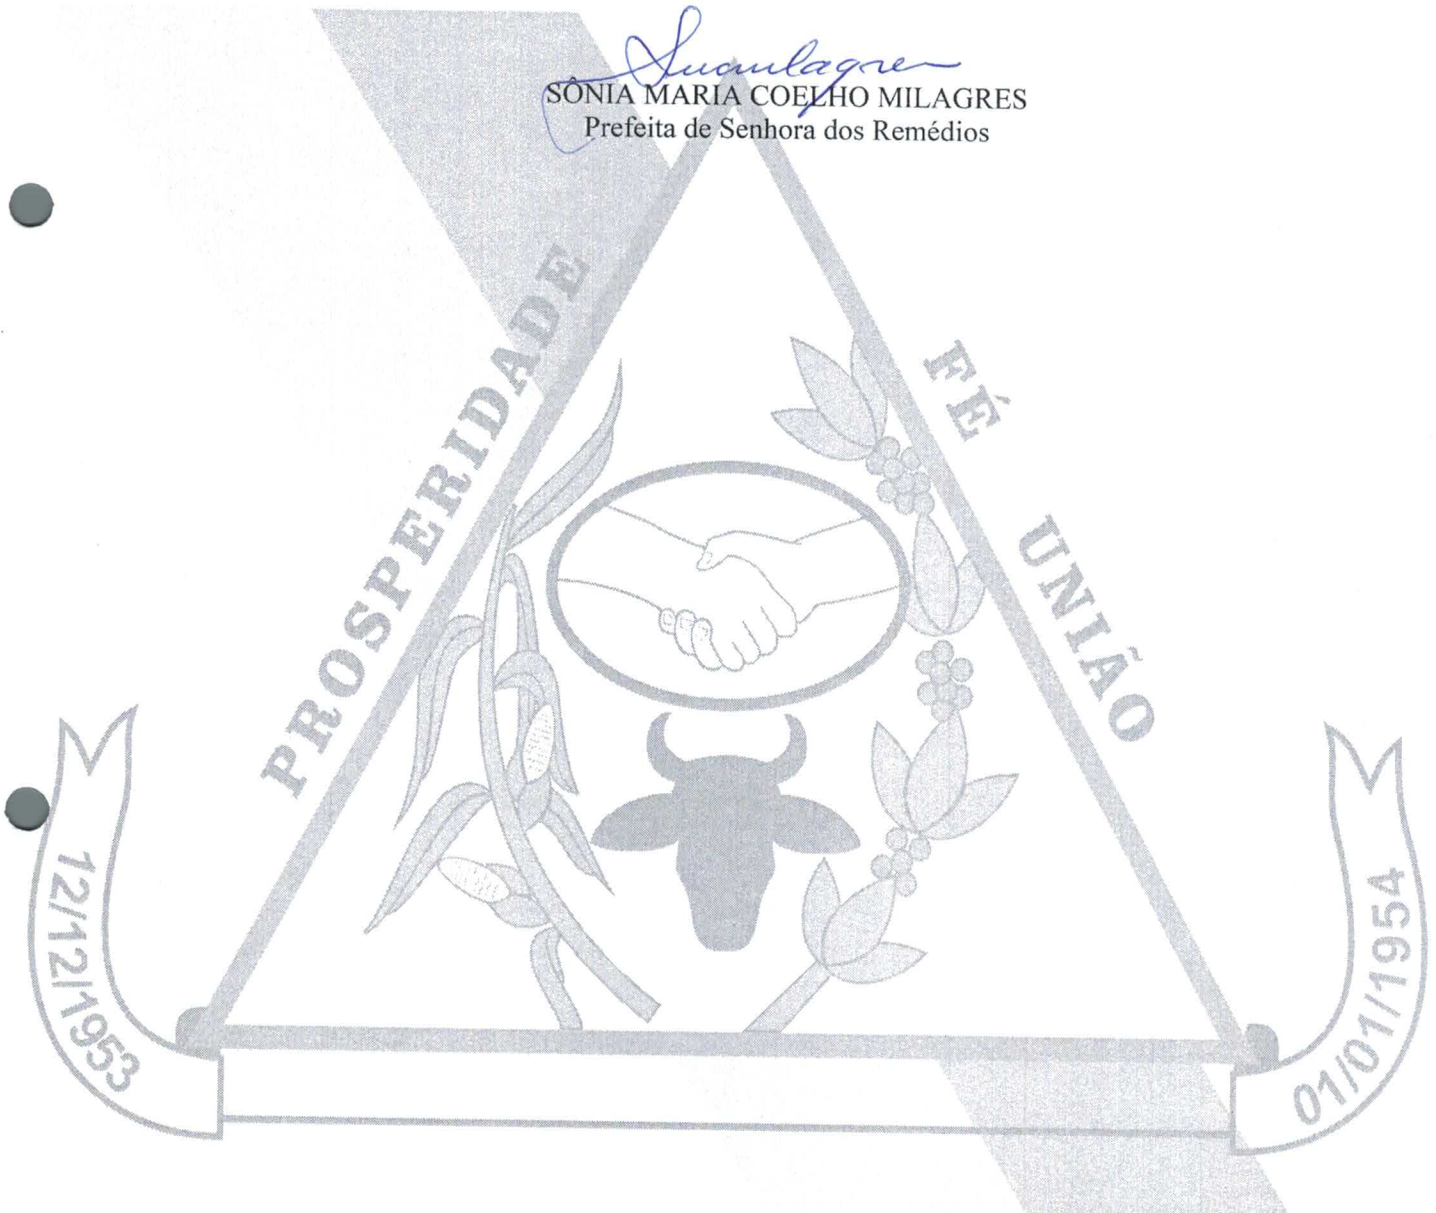 SÔNIA MARIA COELHO MILAGRES
Prefeita de Senhora dos Remédios
PROSPERIDADE
FÉ
UNIÃO
12/12/1953
01/01/1954